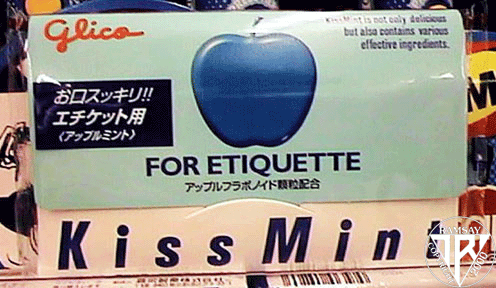 Glico
KissMint is not only delicious
but also contains various
effective ingredients.
お口スッキリ!!
エチケット用
〈アップルミント〉
FOR ETIQUETTE
アップルフラボノイド顆粒配合
KissMint
RAMSAY